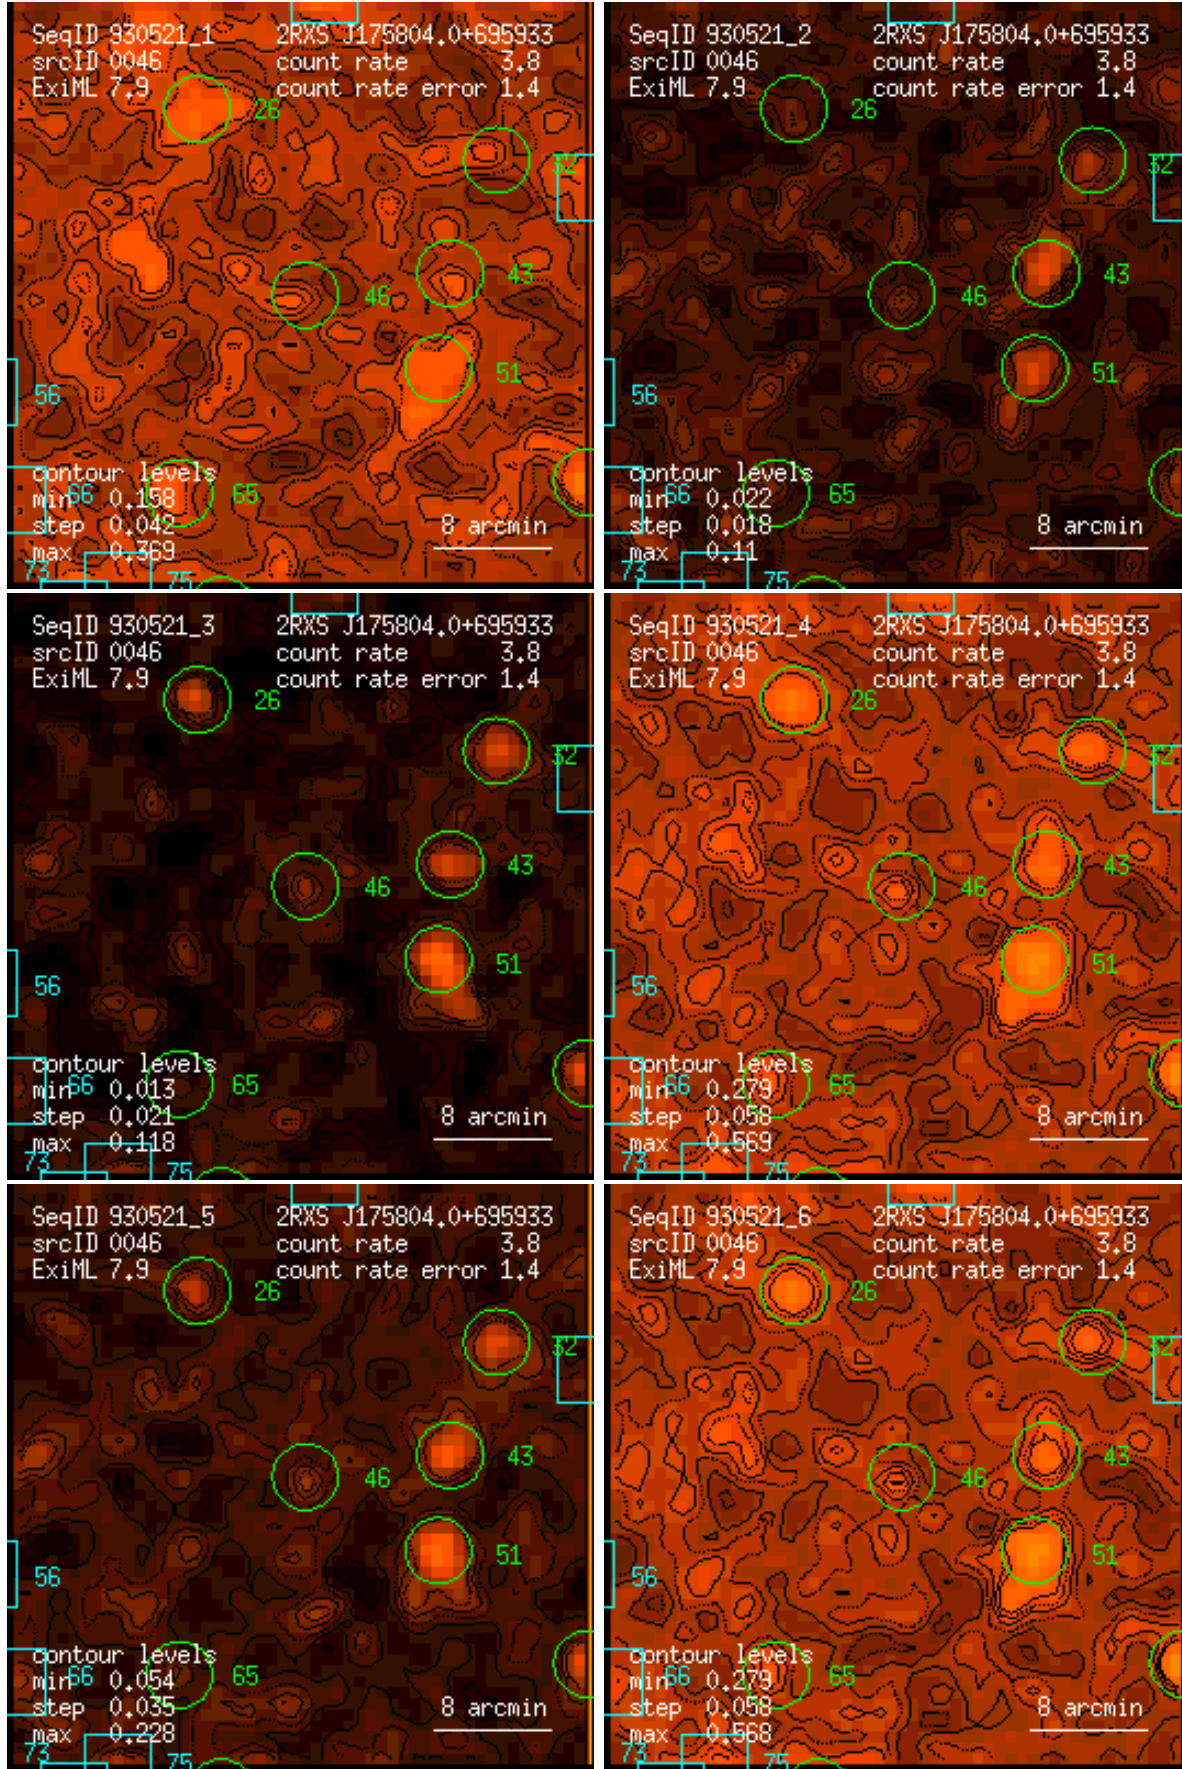 SeqID 930521_1 2RXS J175804.0+695933
srcID 0046 count rate 3.8
ExiML 7.9 count rate error 1.4
26
32
43
46
51
56
contour levels
min 0.158
66 65
step 0.042
8 arcmin
max 0.369
73 75
SeqID 930521_2 2RXS J175804.0+695933
srcID 0046 count rate 3.8
ExiML 7.9 count rate error 1.4
26
32
43
46
51
56
contour levels
min 0.022
66 65
step 0.018
8 arcmin
max 0.11
73 75
SeqID 930521_3 2RXS J175804.0+695933
srcID 0046 count rate 3.8
ExiML 7.9 count rate error 1.4
26
32
43
46
51
56
contour levels
min 0.013
66 65
step 0.021
8 arcmin
max 0.118
73 75
SeqID 930521_4 2RXS J175804.0+695933
srcID 0046 count rate 3.8
ExiML 7.9 count rate error 1.4
26
32
43
46
51
56
contour levels
min 0.279
66 65
step 0.058
8 arcmin
max 0.569
73 75
SeqID 930521_5 2RXS J175804.0+695933
srcID 0046 count rate 3.8
ExiML 7.9 count rate error 1.4
26
32
43
46
51
56
contour levels
min 0.054
66 65
step 0.035
8 arcmin
max 0.228
73 75
SeqID 930521_6 2RXS J175804.0+695933
srcID 0046 count rate 3.8
ExiML 7.9 count rate error 1.4
26
32
43
46
51
56
contour levels
min 0.279
66 65
step 0.058
8 arcmin
max 0.568
73 75